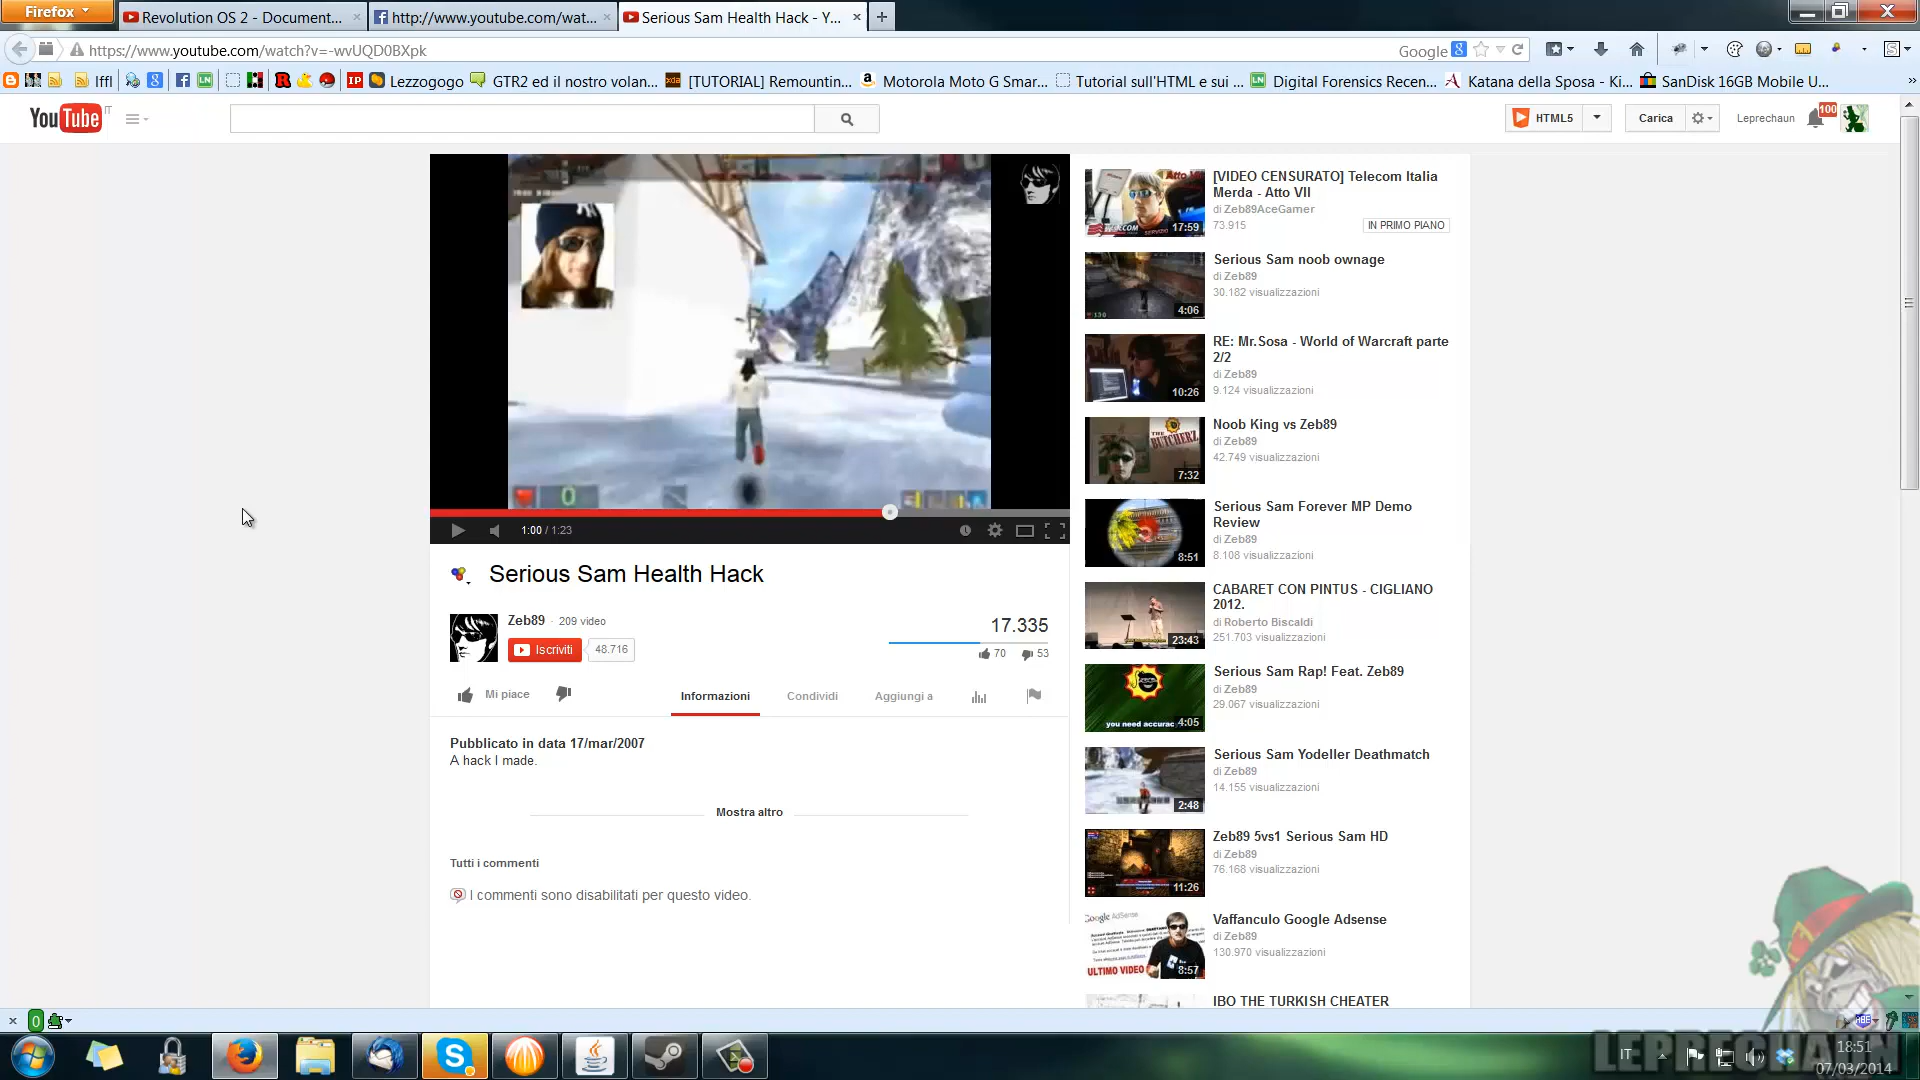 Firefox
Revolution OS 2 - Document...
http://www.youtube.com/wat...
Serious Sam Health Hack - Y...
https://www.youtube.com/watch?v=-wvUQD0BXpk
Google
Iffl
Lezzogogo
GTR2 ed il nostro volan...
[TUTORIAL] Remountin...
Motorola Moto G Smar...
Tutorial sull'HTML e sui ...
Digital Forensics Recen...
Katana della Sposa - Ki...
SanDisk 16GB Mobile U...
YouTube IT
HTML5
Carica
Leprechaun
100
0
1:00 / 1:23
Serious Sam Health Hack
Zeb89 · 209 video
Iscriviti
48.716
17.335
70
53
Mi piace
Informazioni
Condividi
Aggiungi a
Pubblicato in data 17/mar/2007
A hack I made.
Mostra altro
Tutti i commenti
I commenti sono disabilitati per questo video.
[VIDEO CENSURATO] Telecom Italia
Merda - Atto VII
di Zeb89AceGamer
73.915
IN PRIMO PIANO
17:59
Serious Sam noob ownage
di Zeb89
30.182 visualizzazioni
4:06
RE: Mr.Sosa - World of Warcraft parte
2/2
di Zeb89
9.124 visualizzazioni
10:26
Noob King vs Zeb89
di Zeb89
42.749 visualizzazioni
THE
BUTCHERZ
7:32
Serious Sam Forever MP Demo
Review
di Zeb89
8.108 visualizzazioni
8:51
CABARET CON PINTUS - CIGLIANO
2012.
di Roberto Biscaldi
251.703 visualizzazioni
23:43
Serious Sam Rap! Feat. Zeb89
di Zeb89
29.067 visualizzazioni
you need accurac
4:05
Serious Sam Yodeller Deathmatch
di Zeb89
14.155 visualizzazioni
2:48
Zeb89 5vs1 Serious Sam HD
di Zeb89
76.168 visualizzazioni
11:26
Vaffanculo Google Adsense
di Zeb89
130.970 visualizzazioni
Google AdSense
ULTIMO VIDEO
8:57
IBO THE TURKISH CHEATER
0
ABE
LEPRECHAUN
IT
18:51
07/03/2014